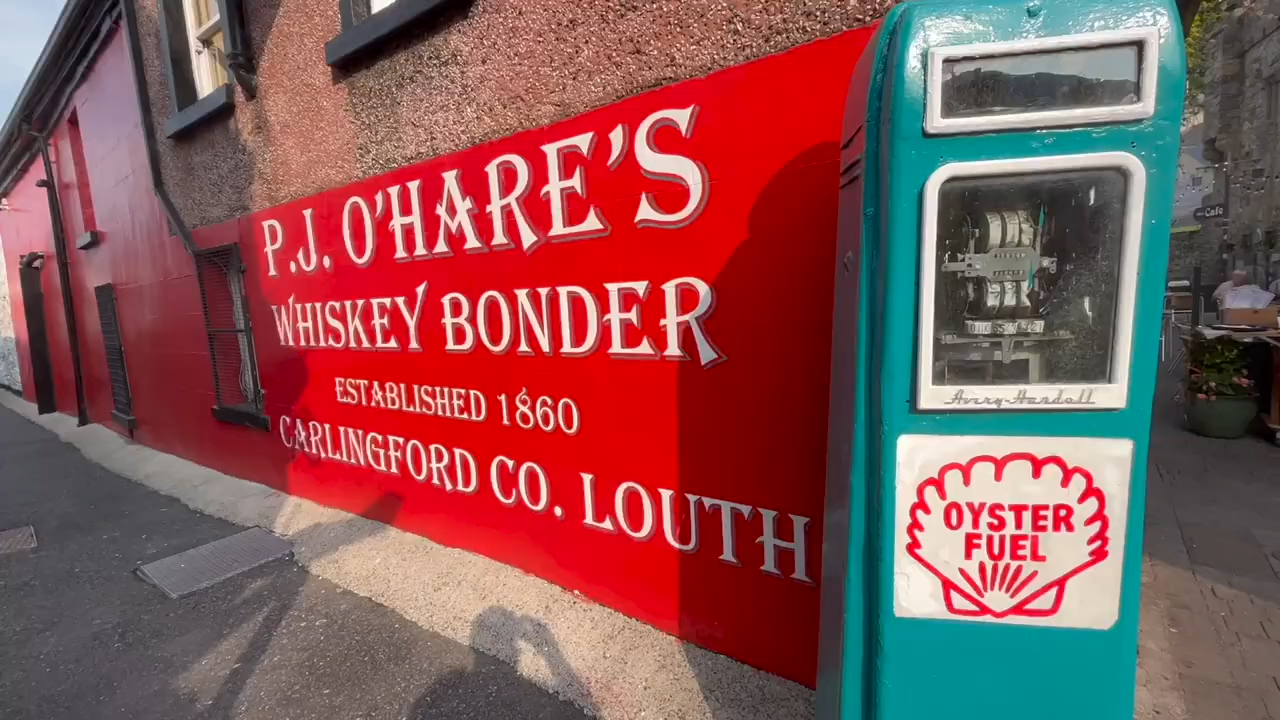 P.J. O'HARE'S
WHISKEY BONDER
ESTABLISHED 1860
CARLINGFORD CO. LOUTH
Avery-Hardoll
OYSTER
FUEL
Cafe